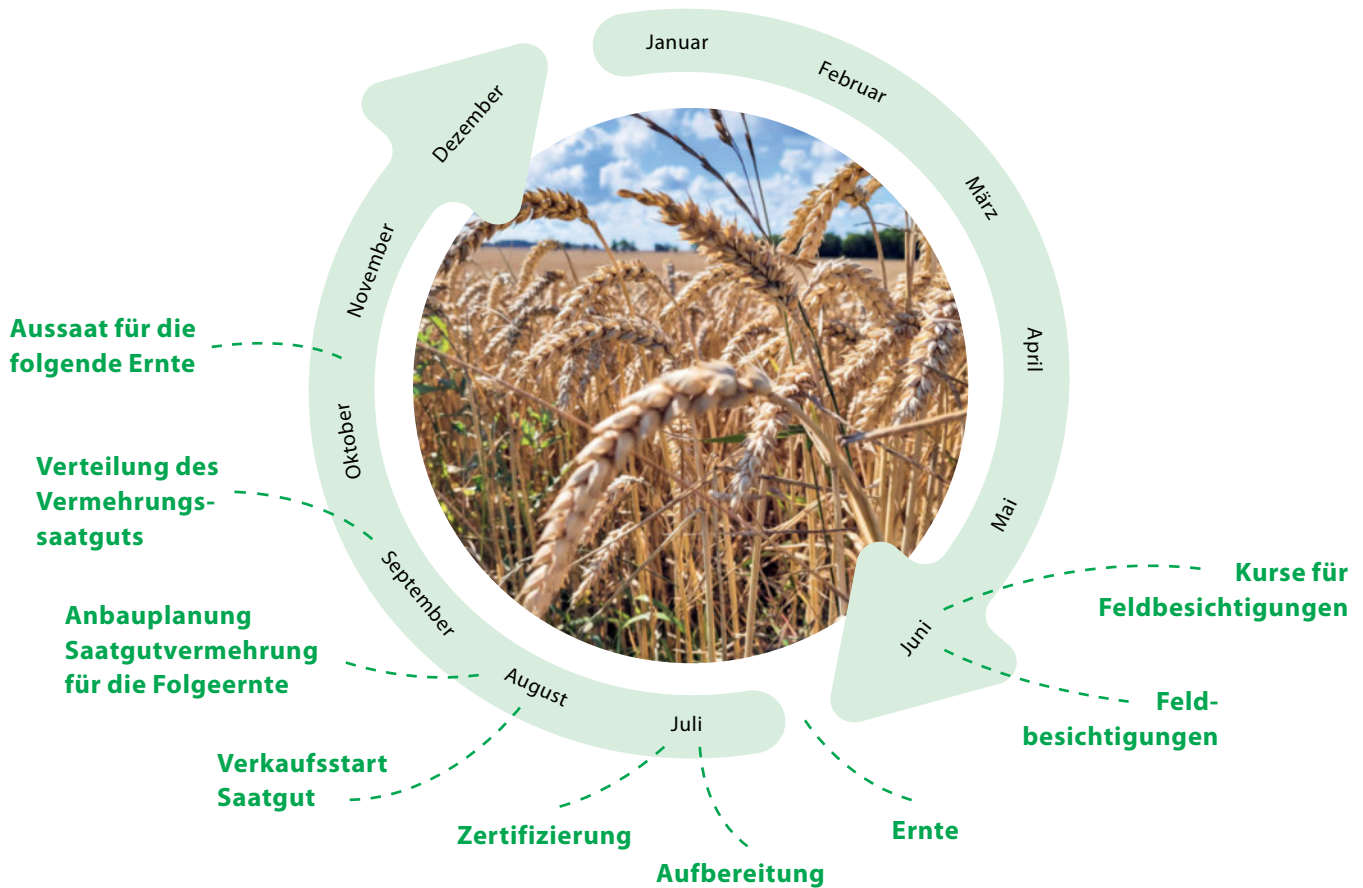 Januar
Februar
März
April
Mai
Juni
Juli
August
September
Oktober
November
Dezember
Kurse für
Feldbesichtigungen
Feld-
besichtigungen
Ernte
Aufbereitung
Zertifizierung
Verkaufsstart
Saatgut
Anbauplanung
Saatgutvermehrung
für die Folgeernte
Verteilung des
Vermehrungs-
saatguts
Aussaat für die
folgende Ernte